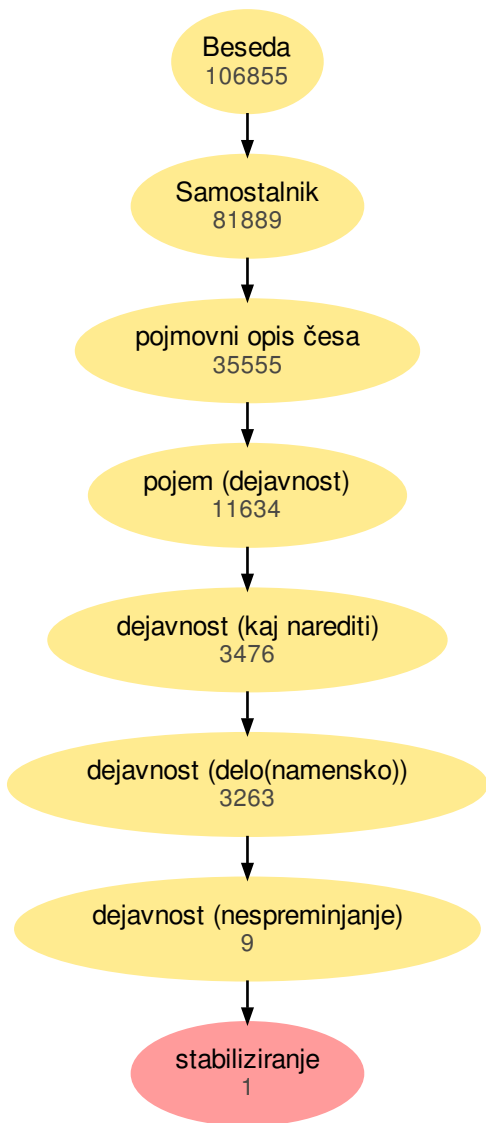 Beseda
106855
Samostalnik
81889
pojmovni opis česa
35555
pojem (dejavnost)
11634
dejavnost (kaj narediti)
3476
dejavnost (delo(namensko))
3263
dejavnost (nespreminjanje)
9
stabiliziranje
1